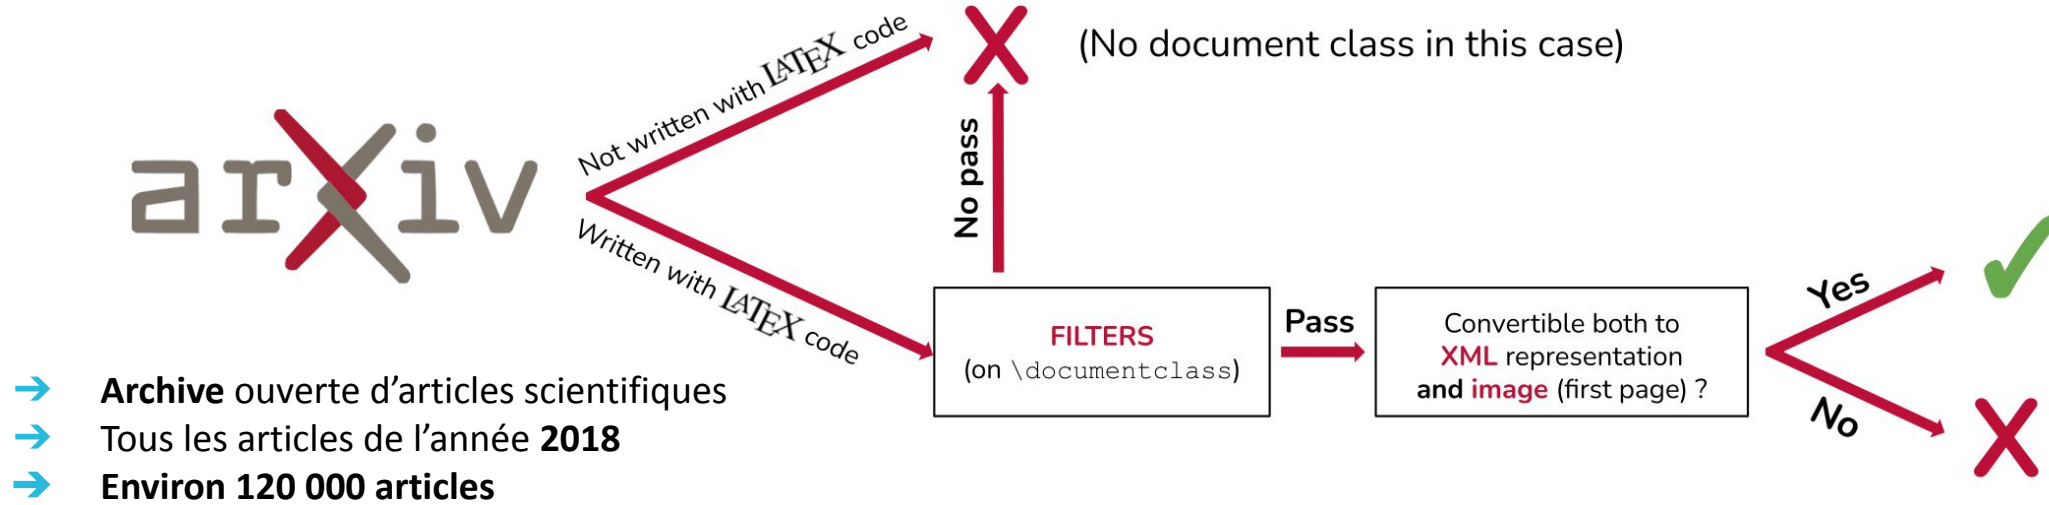 arXiv
Not written with LATEX code
(No document class in this case)
No pass
Written with LATEX code
FILTERS
(on \documentclass)
Pass
Convertible both to
XML representation
and image (first page) ?
Yes
No
➔ Archive ouverte d’articles scientifiques
➔ Tous les articles de l’année 2018
➔ Environ 120 000 articles